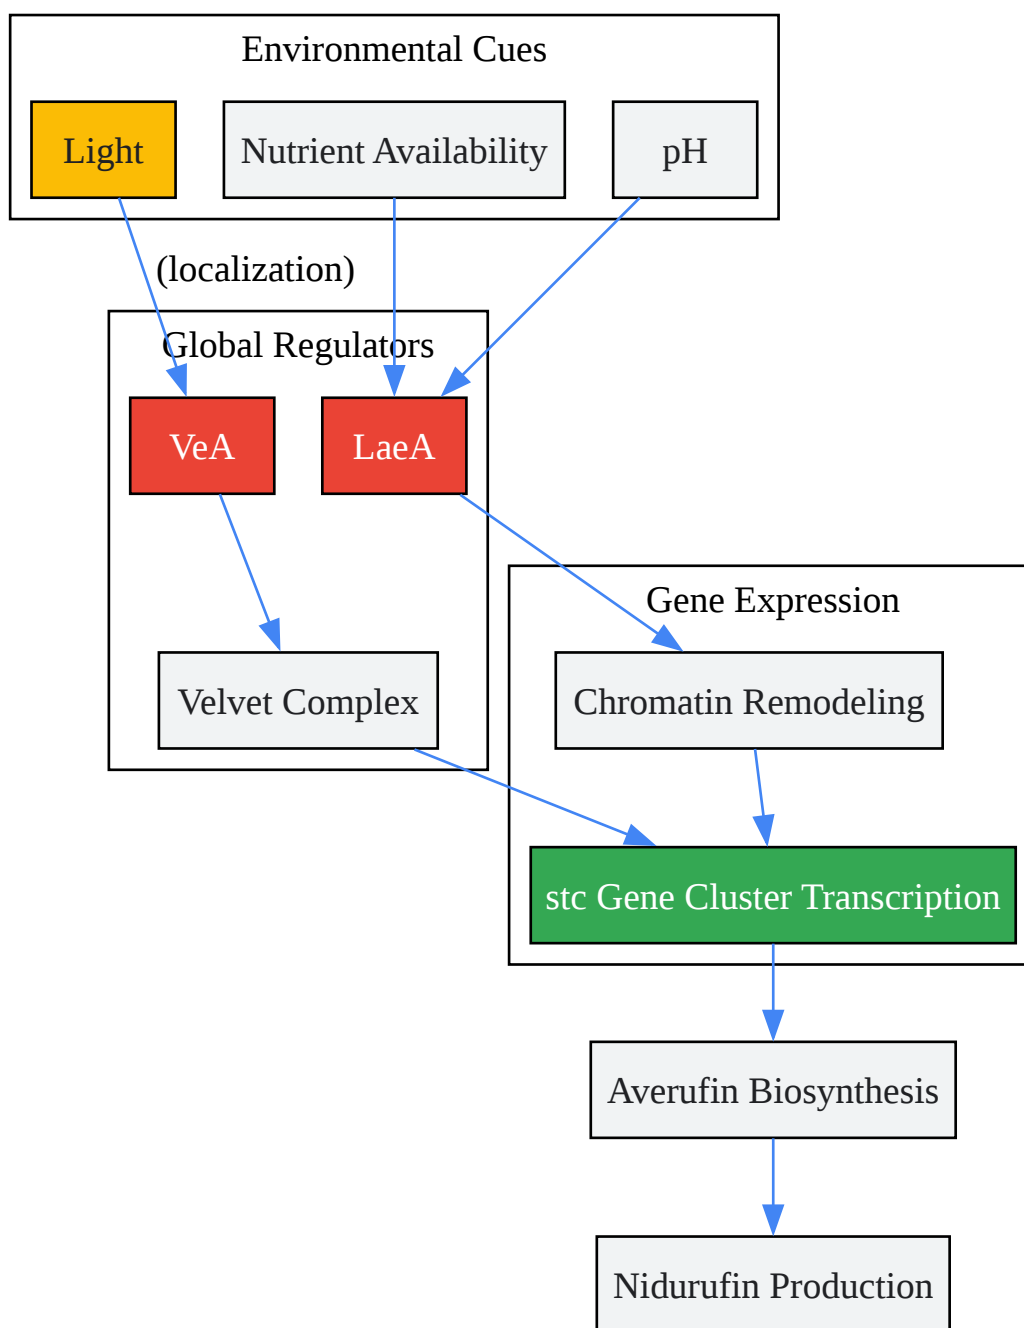 Environmental Cues
Light
Nutrient Availability
pH
(localization)
Global Regulators
VeA
LaeA
Gene Expression
Velvet Complex
Chromatin Remodeling
stc Gene Cluster Transcription
Averufin Biosynthesis
Nidurufin Production